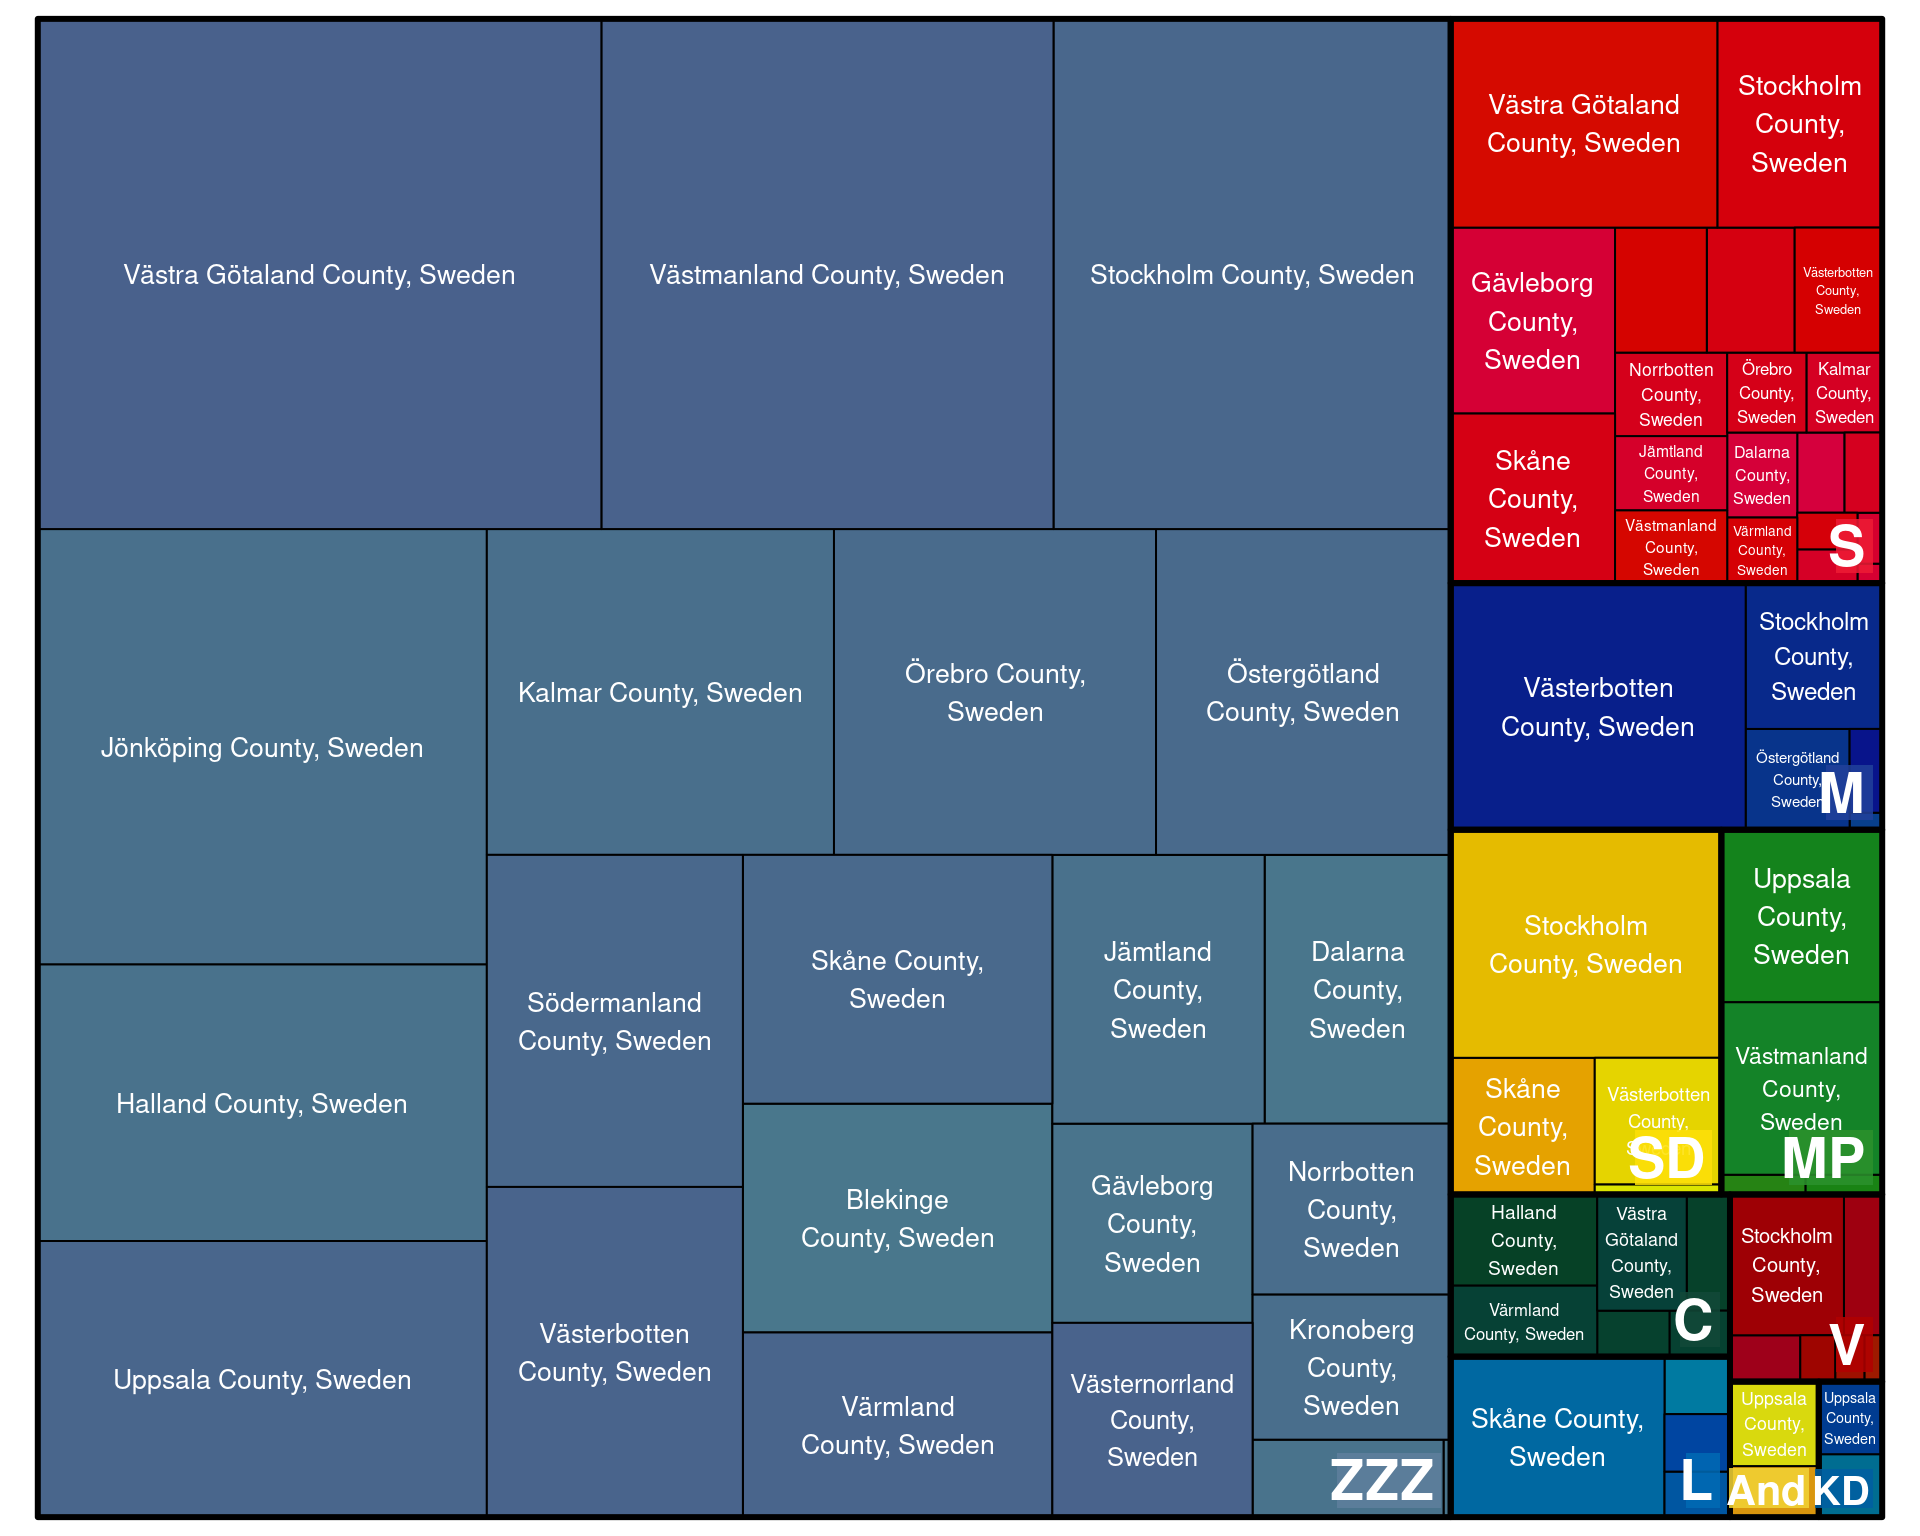 Västra Götaland County, Sweden
Västmanland County, Sweden
Stockholm County, Sweden
Jönköping County, Sweden
Kalmar County, Sweden
Örebro County,
Sweden
Östergötland
County, Sweden
Halland County, Sweden
Uppsala County, Sweden
Södermanland
County, Sweden
Västerbotten
County, Sweden
Skåne County,
Sweden
Blekinge
County, Sweden
Värmland
County, Sweden
Jämtland
County,
Sweden
Dalarna
County,
Sweden
Gävleborg
County,
Sweden
Norrbotten
County,
Sweden
Västernorrland
County,
Sweden
Kronoberg
County,
Sweden
ZZZ
Västra Götaland
County, Sweden
Stockholm
County,
Sweden
Gävleborg
County,
Sweden
Västerbotten
County,
Sweden
Skåne
County,
Sweden
Norrbotten
County,
Sweden
Örebro
County,
Sweden
Kalmar
County,
Sweden
Jämtland
County,
Sweden
Dalarna
County,
Sweden
Västmanland
County,
Sweden
Värmland
County,
Sweden
S
Västerbotten
County, Sweden
Stockholm
County,
Sweden
Östergötland
County,
Sweden
M
Stockholm
County, Sweden
Skåne
County,
Sweden
Västerbotten
County,
SD
Uppsala
County,
Sweden
Västmanland
County,
Sweden
MP
Halland
County,
Sweden
Västra
Götaland
County,
Sweden
Värmland
County, Sweden
C
Stockholm
County,
Sweden
V
Skåne County,
Sweden
L
Uppsala
County,
Sweden
And
Uppsala
County,
Sweden
KD